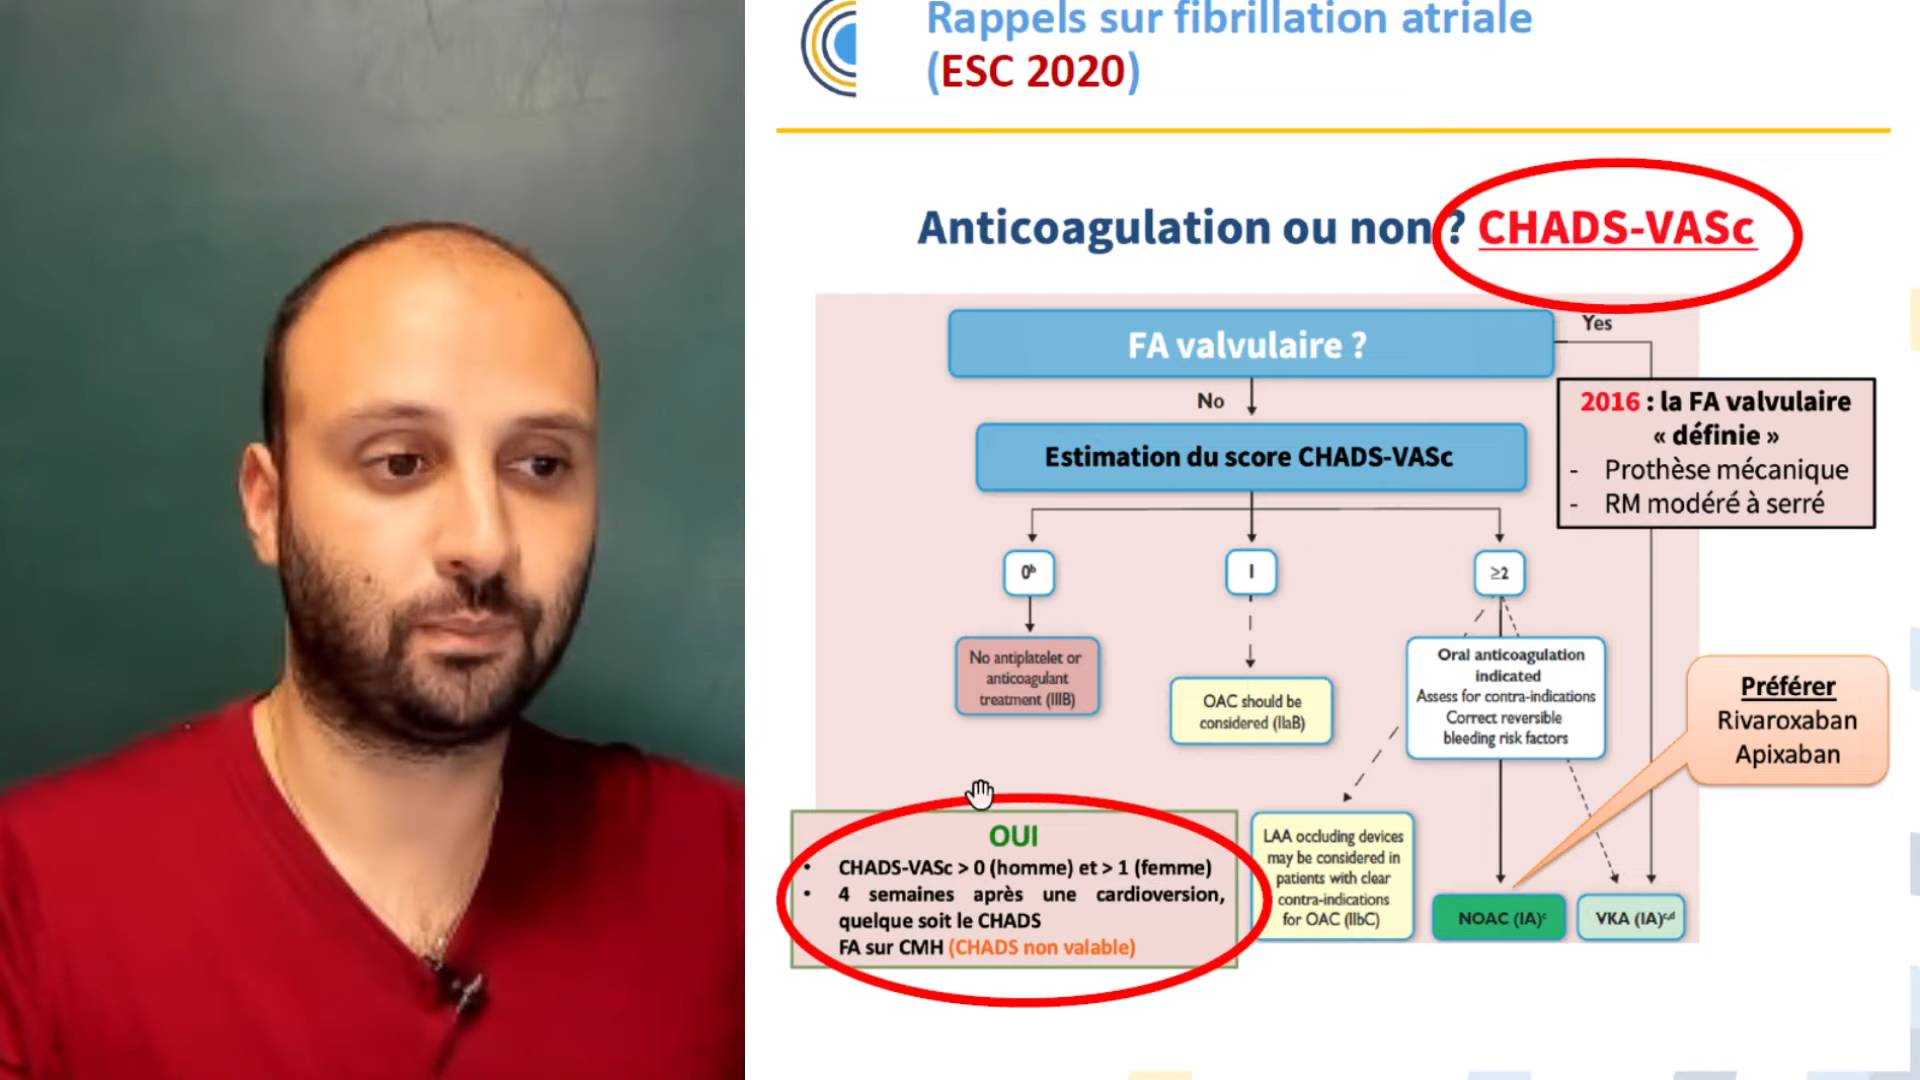 Rappels sur fibrillation atriale
(ESC 2020)
Anticoagulation ou non ? CHADS-VASc
FA valvulaire ?
Yes
No
2016 : la FA valvulaire
« définie »
- Prothèse mécanique
- RM modéré à serré
Estimation du score CHADS-VASc
0ᵇ
1
≥2
No antiplatelet or
anticoagulant
treatment (IIIB)
OAC should be
considered (IIaB)
Oral anticoagulation
indicated
Assess for contra-indications
Correct reversible
bleeding risk factors
Préférer
Rivaroxaban
Apixaban
OUI
• CHADS-VASc > 0 (homme) et > 1 (femme)
• 4 semaines après une cardioversion,
quelque soit le CHADS
FA sur CMH (CHADS non valable)
LAA occluding devices
may be considered in
patients with clear
contra-indications
for OAC (IIbC)
NOAC (IA)ᶜ
VKA (IA)ᶜ,ᵈ